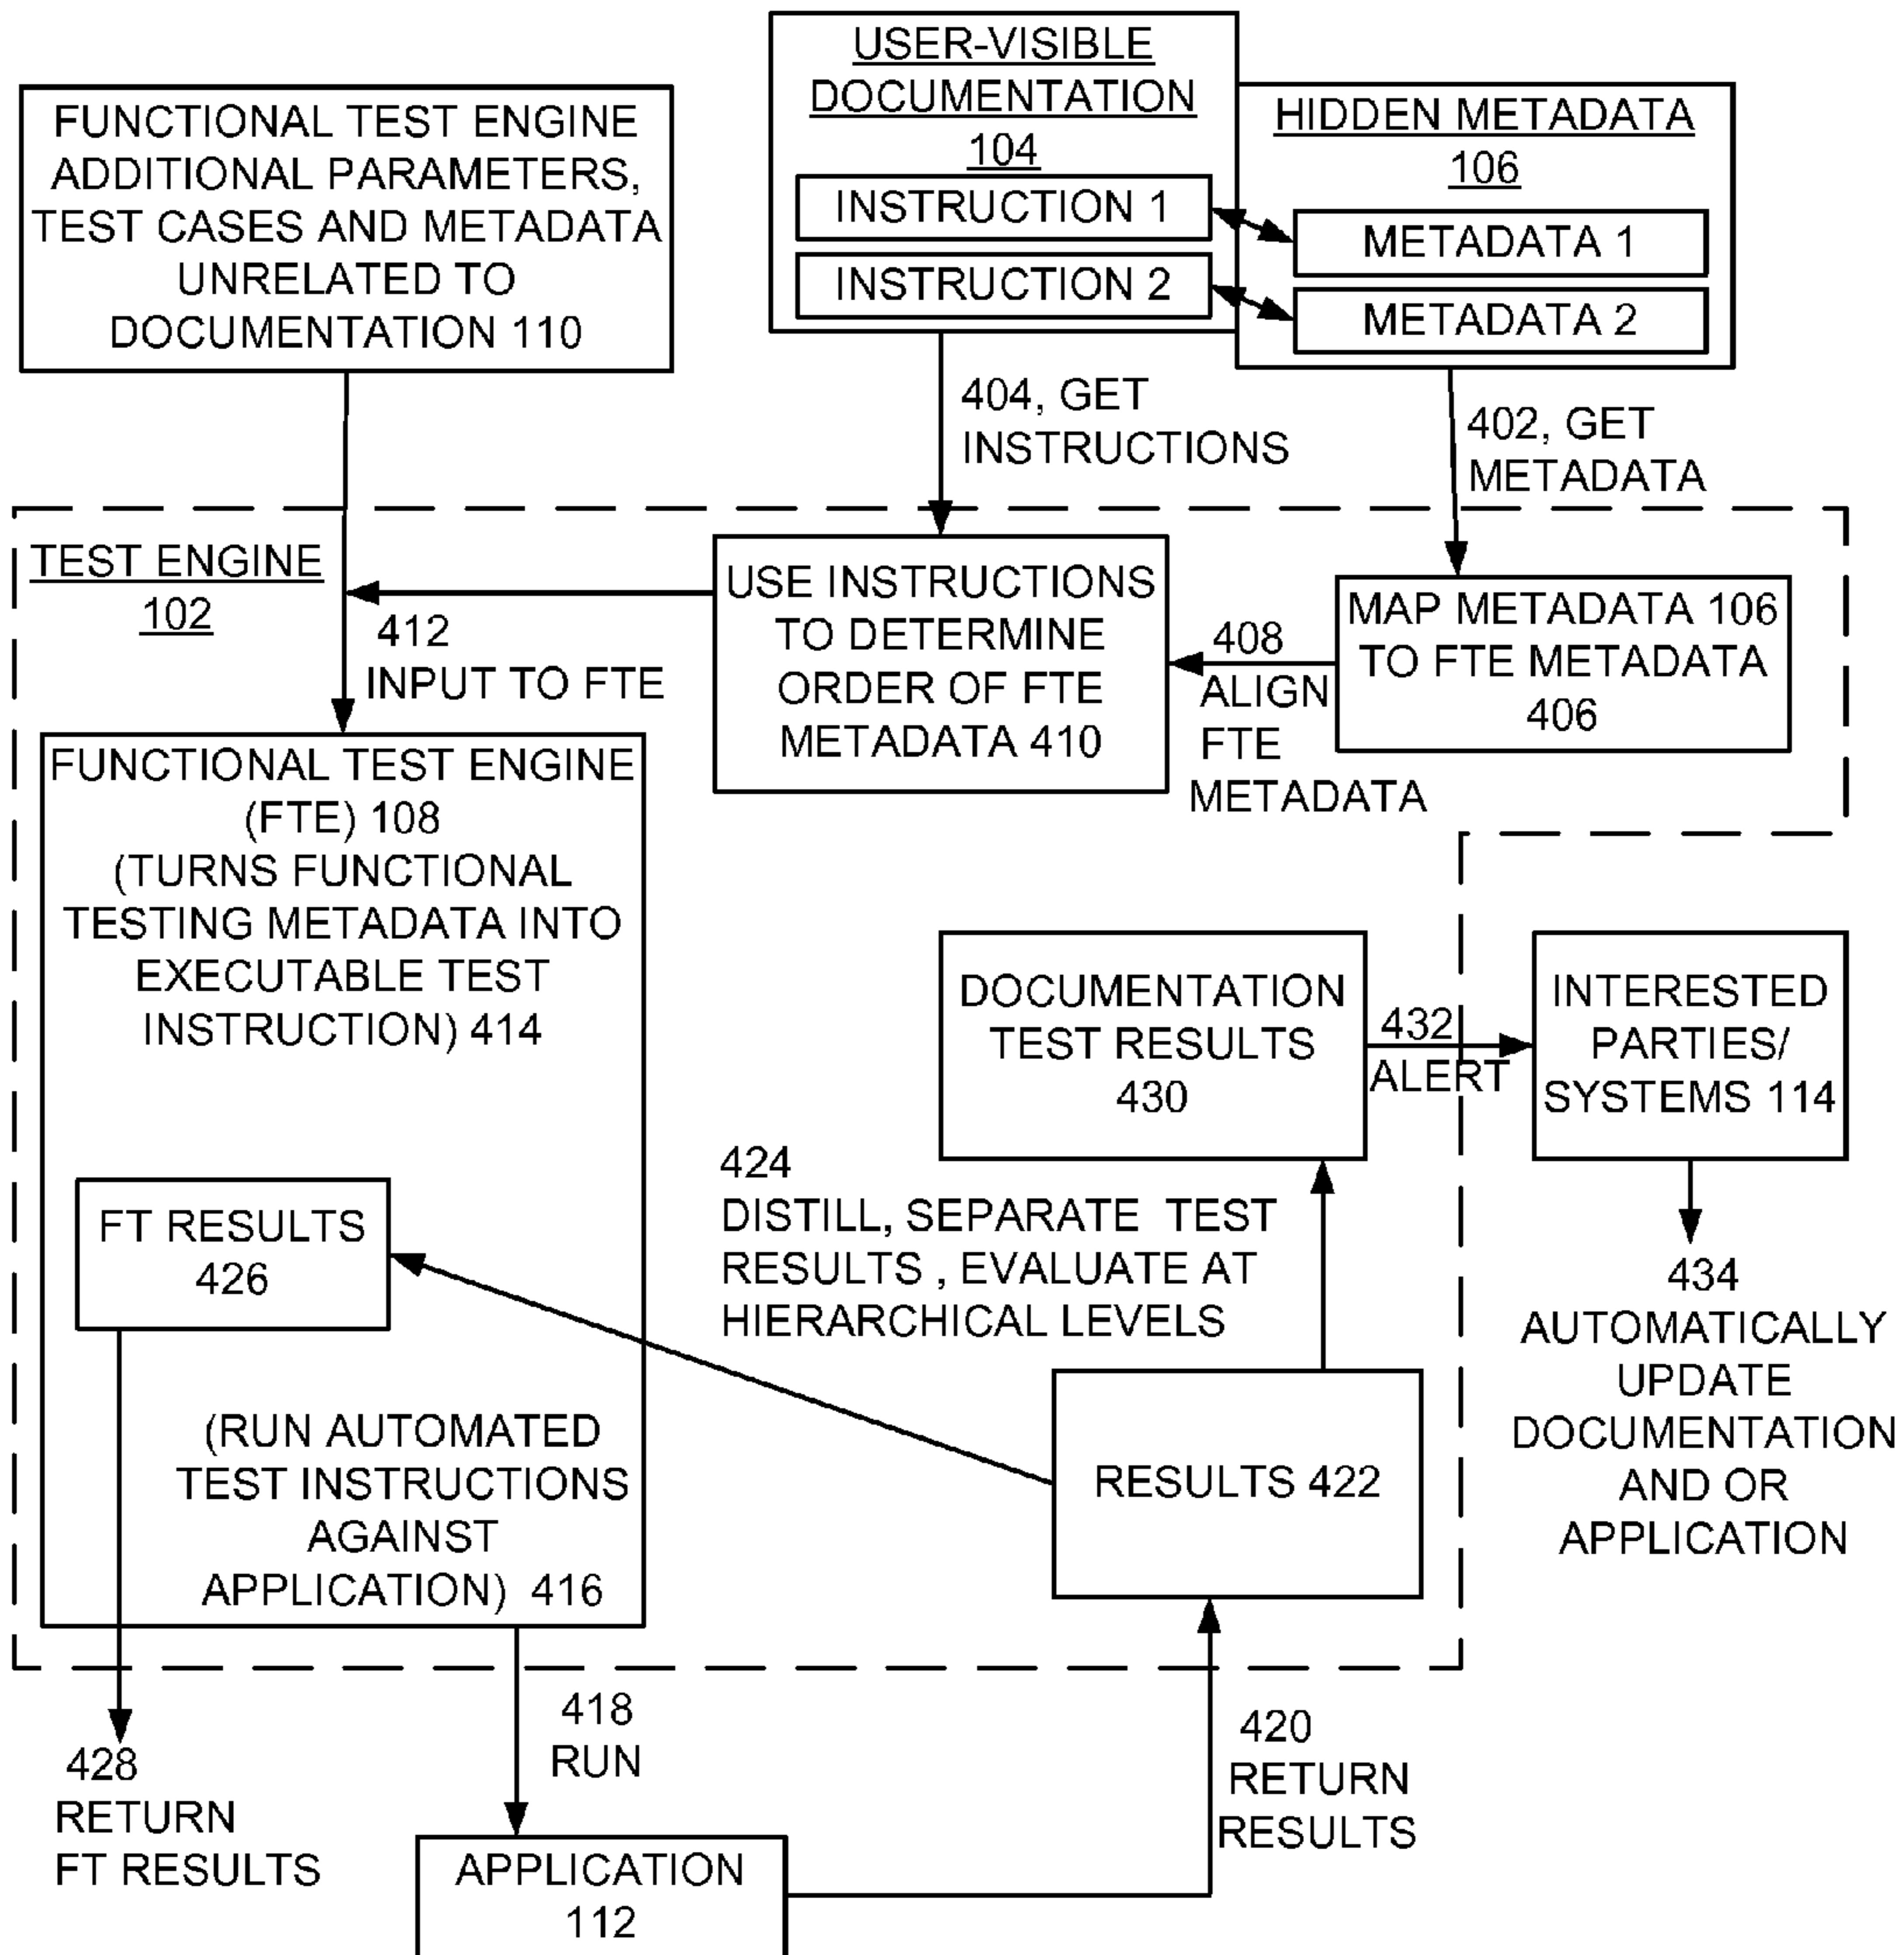 USER-VISIBLE
DOCUMENTATION
104
INSTRUCTION 1
INSTRUCTION 2
HIDDEN METADATA
106
METADATA 1
METADATA 2
FUNCTIONAL TEST ENGINE
ADDITIONAL PARAMETERS,
TEST CASES AND METADATA
UNRELATED TO
DOCUMENTATION 110
404, GET
INSTRUCTIONS
402, GET
METADATA
TEST ENGINE
102
USE INSTRUCTIONS
TO DETERMINE
ORDER OF FTE
METADATA 410
MAP METADATA 106
TO FTE METADATA
406
408
ALIGN
FTE
METADATA
412
INPUT TO FTE
FUNCTIONAL TEST ENGINE
(FTE) 108
(TURNS FUNCTIONAL
TESTING METADATA INTO
EXECUTABLE TEST
INSTRUCTION) 414
DOCUMENTATION
TEST RESULTS
430
432
ALERT
INTERESTED
PARTIES/
SYSTEMS 114
424
DISTILL, SEPARATE TEST
RESULTS , EVALUATE AT
HIERARCHICAL LEVELS
FT RESULTS
426
434
AUTOMATICALLY
UPDATE
DOCUMENTATION
AND OR
APPLICATION
(RUN AUTOMATED
TEST INSTRUCTIONS
AGAINST
APPLICATION) 416
RESULTS 422
428
RETURN
FT RESULTS
418
RUN
420
RETURN
RESULTS
APPLICATION
112